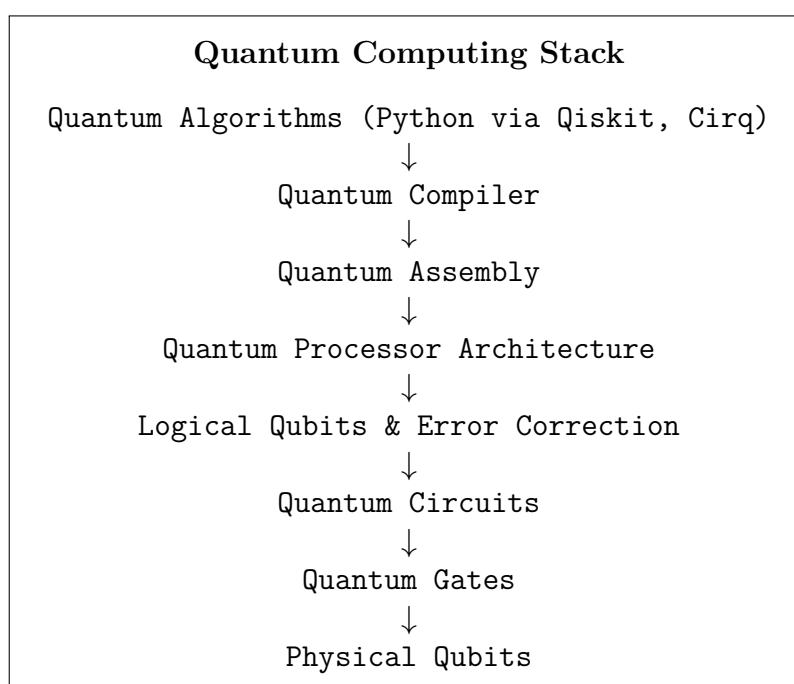 Quantum Computing Stack
Quantum Algorithms (Python via Qiskit, Cirq)
↓
Quantum Compiler
↓
Quantum Assembly
↓
Quantum Processor Architecture
↓
Logical Qubits & Error Correction
↓
Quantum Circuits
↓
Quantum Gates
↓
Physical Qubits